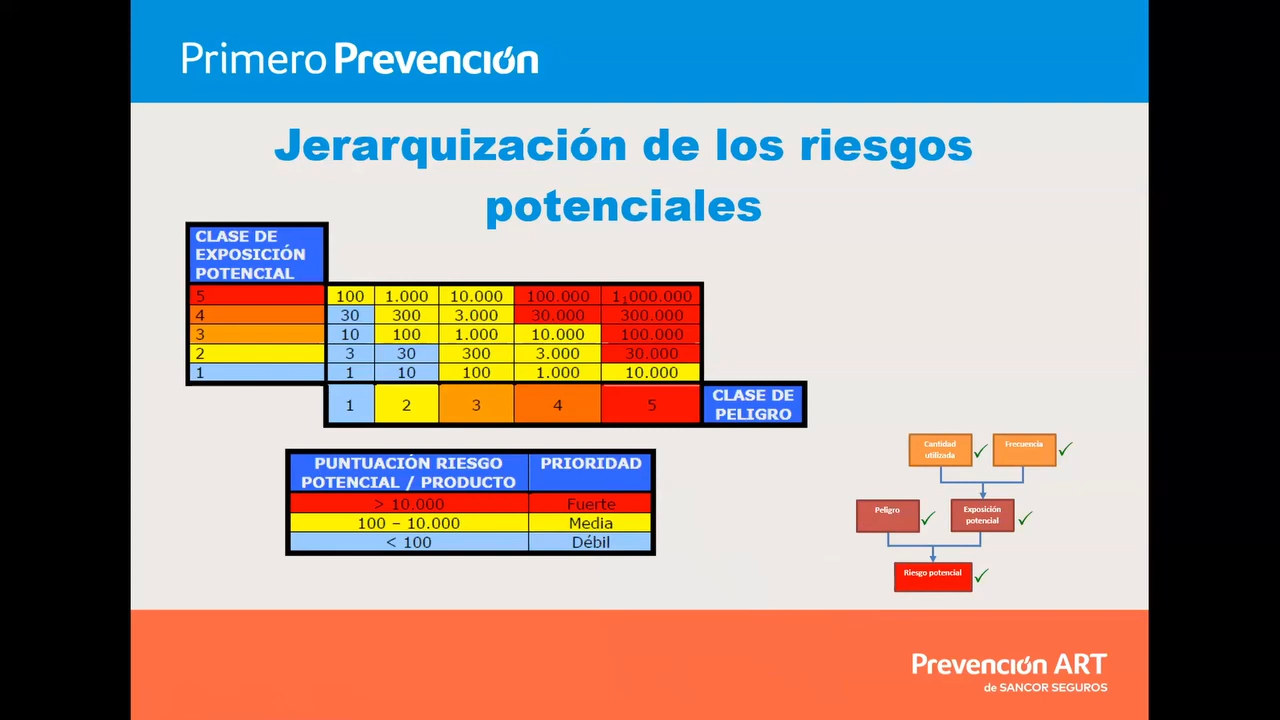 Primero Prevención
Jerarquización de los riesgos
potenciales
CLASE DE
EXPOSICIÓN
POTENCIAL
5 100 1.000 10.000 100.000 1,000.000
4 30 300 3.000 30.000 300.000
3 10 100 1.000 10.000 100.000
2 3 30 300 3.000 30.000
1 1 10 100 1.000 10.000
1 2 3 4 5 CLASE DE
PELIGRO
PUNTUACIÓN RIESGO
POTENCIAL / PRODUCTO
PRIORIDAD
> 10.000 Fuerte
100 – 10.000 Media
< 100 Débil
Cantidad
utilizada
Frecuencia
Peligro
Exposición
potencial
Riesgo potencial
Prevención ART
de SANCOR SEGUROS